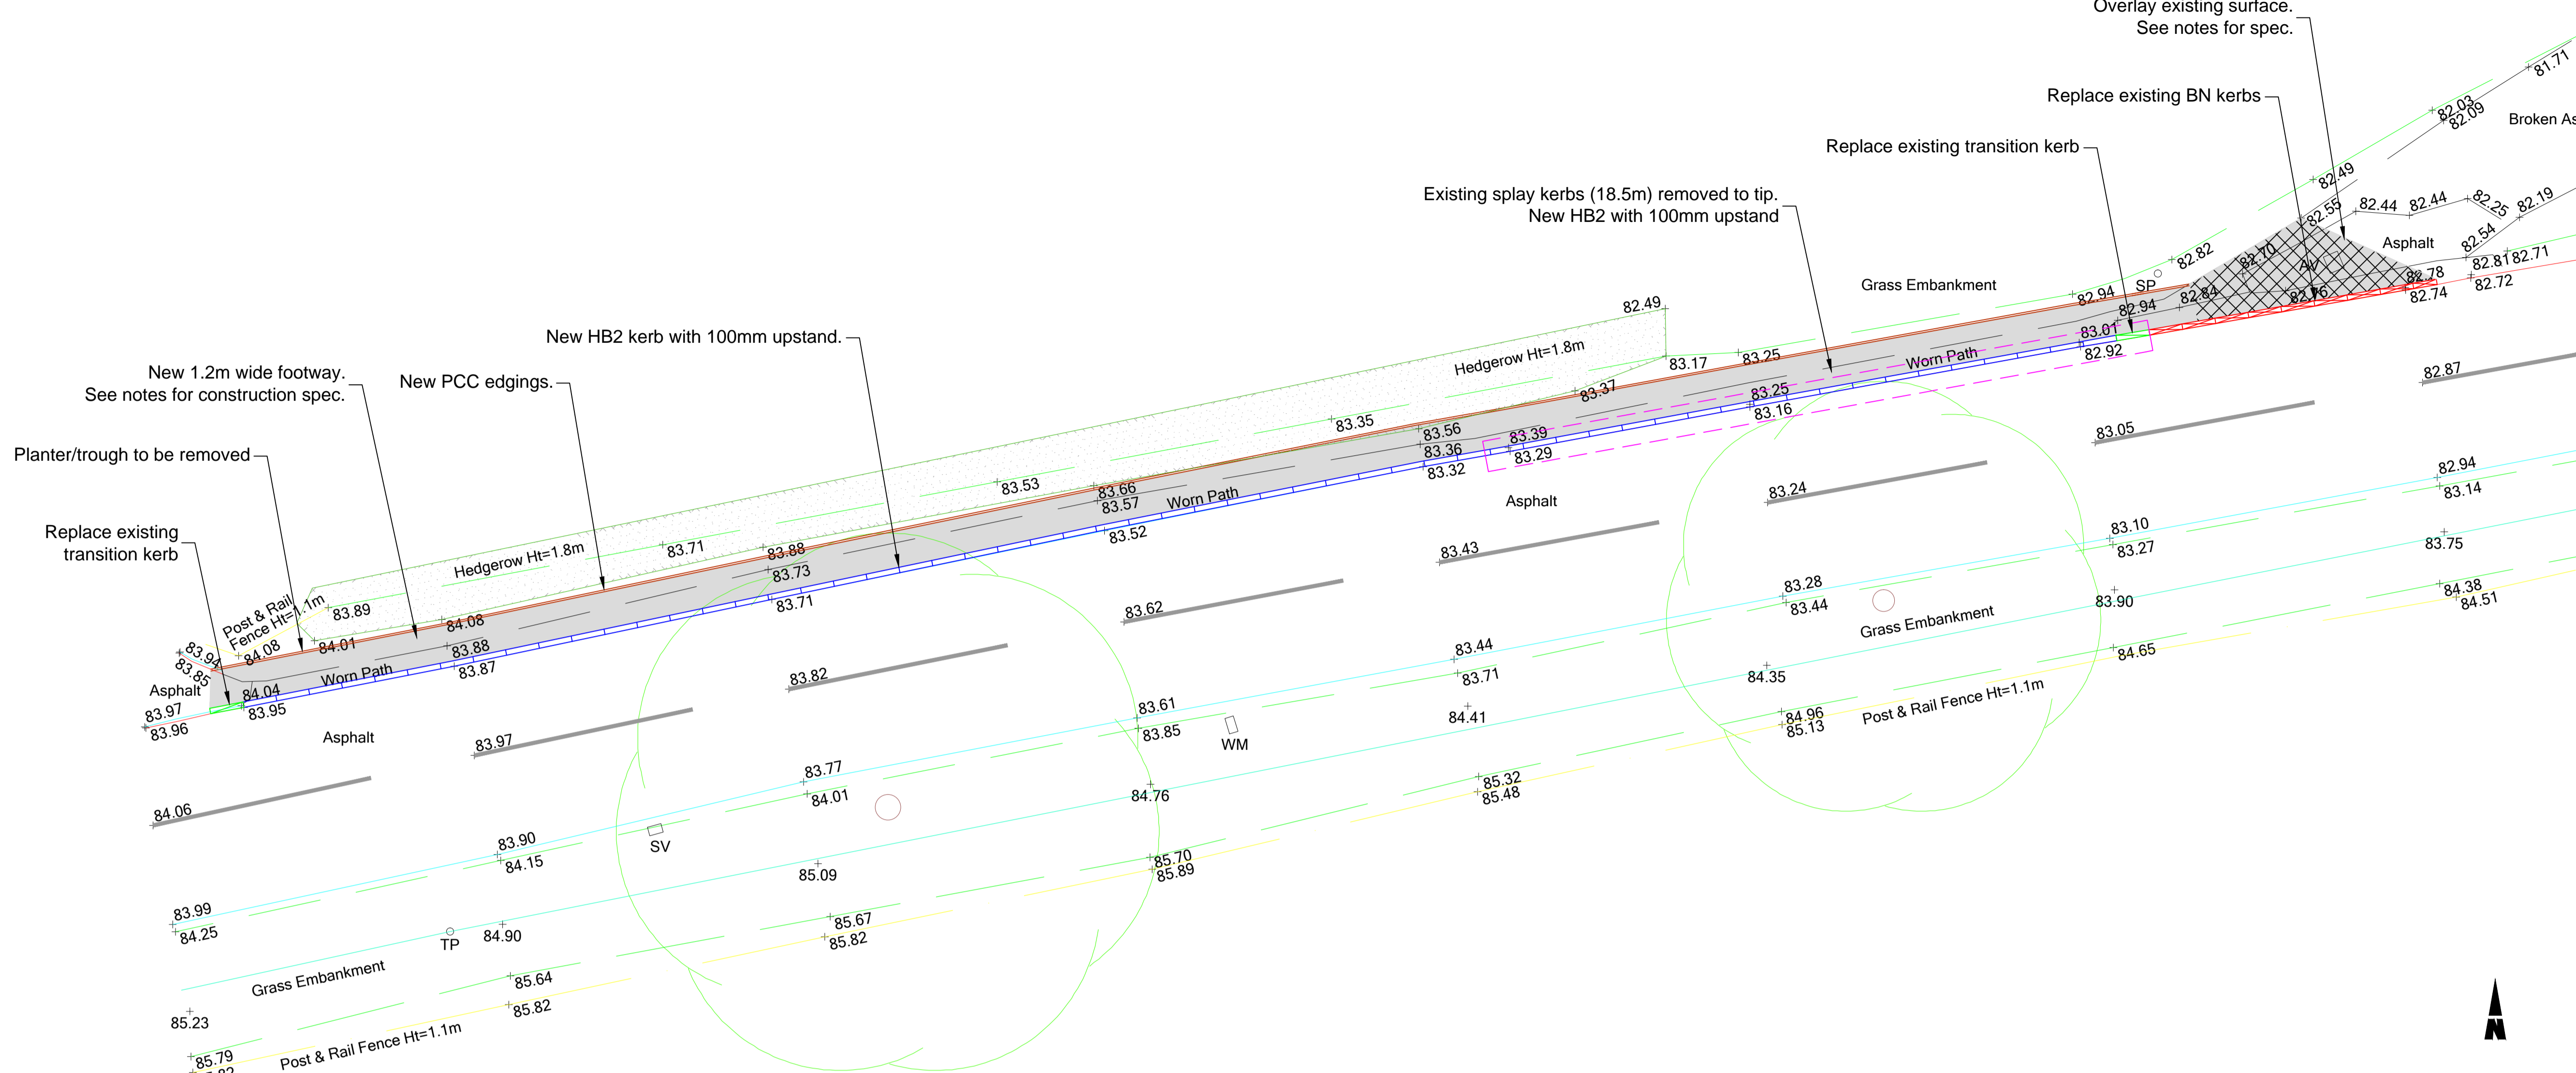 Overlay existing surface.
See notes for spec.
81.71
Replace existing BN kerbs
82.03
82.09
Broken As
Replace existing transition kerb
82.49
Existing splay kerbs (18.5m) removed to tip.
New HB2 with 100mm upstand
82.55
82.44
82.44
82.25
82.19
82.54
Asphalt
82.82
82.70
AV
82.81
82.71
82.78
82.72
Grass Embankment
SP
82.94
82.84
82.76
82.74
82.94
82.49
83.01
82.92
New HB2 kerb with 100mm upstand.
Hedgerow Ht=1.8m
83.17
83.25
Worn Path
82.87
New 1.2m wide footway.
See notes for construction spec.
New PCC edgings.
83.37
83.25
83.16
83.35
83.56
83.39
83.36
83.29
83.32
83.05
Planter/trough to be removed
83.53
83.66
83.57
Worn Path
Asphalt
83.24
82.94
83.14
Replace existing
transition kerb
Hedgerow Ht=1.8m
83.71
83.88
83.73
83.52
83.43
83.10
83.27
83.75
Post & Rail
Fence Ht=1.1m
83.89
83.71
83.62
83.28
83.44
83.90
84.38
84.51
84.08
83.88
83.87
84.01
84.08
83.94
83.85
Worn Path
Asphalt
84.04
83.95
83.97
83.96
83.82
83.44
83.71
Grass Embankment
84.65
84.35
Asphalt
83.97
83.61
83.85
WM
84.41
84.96
85.13
Post & Rail Fence Ht=1.1m
84.06
83.77
84.01
84.76
85.32
85.48
83.90
84.15
SV
85.09
85.70
85.89
83.99
84.25
TP
84.90
85.67
85.82
Grass Embankment
85.64
85.82
85.23
85.79
Post & Rail Fence Ht=1.1m
N